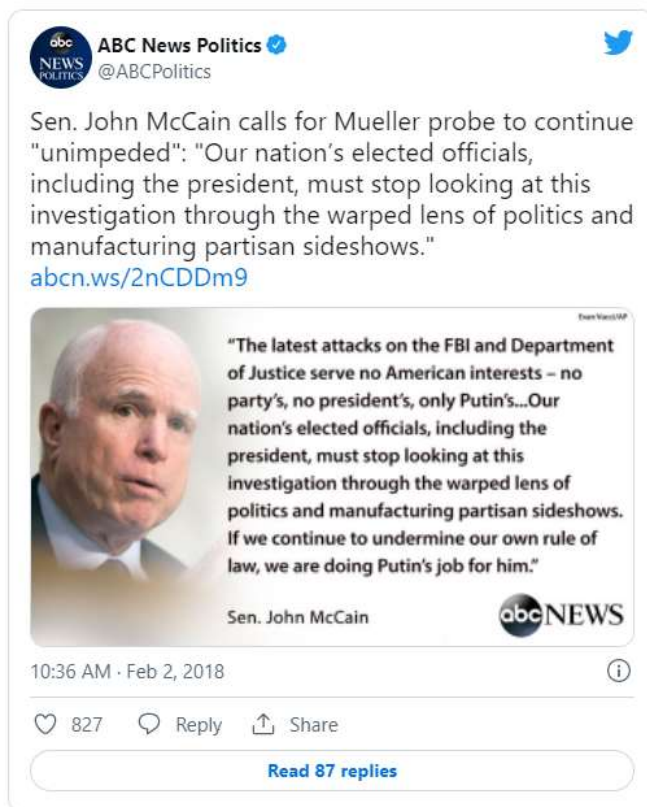 abc
NEWS
POLITICS
ABC News Politics
@ABCPolitics
Sen. John McCain calls for Mueller probe to continue
"unimpeded": "Our nation’s elected officials,
including the president, must stop looking at this
investigation through the warped lens of politics and
manufacturing partisan sideshows."
abcn.ws/2nCDDm9
Evan Vucci/AP
“The latest attacks on the FBI and Department
of Justice serve no American interests – no
party’s, no president’s, only Putin’s...Our
nation’s elected officials, including the
president, must stop looking at this
investigation through the warped lens of
politics and manufacturing partisan sideshows.
If we continue to undermine our own rule of
law, we are doing Putin’s job for him.”
Sen. John McCain
abc NEWS
10:36 AM · Feb 2, 2018
827 Reply Share
Read 87 replies